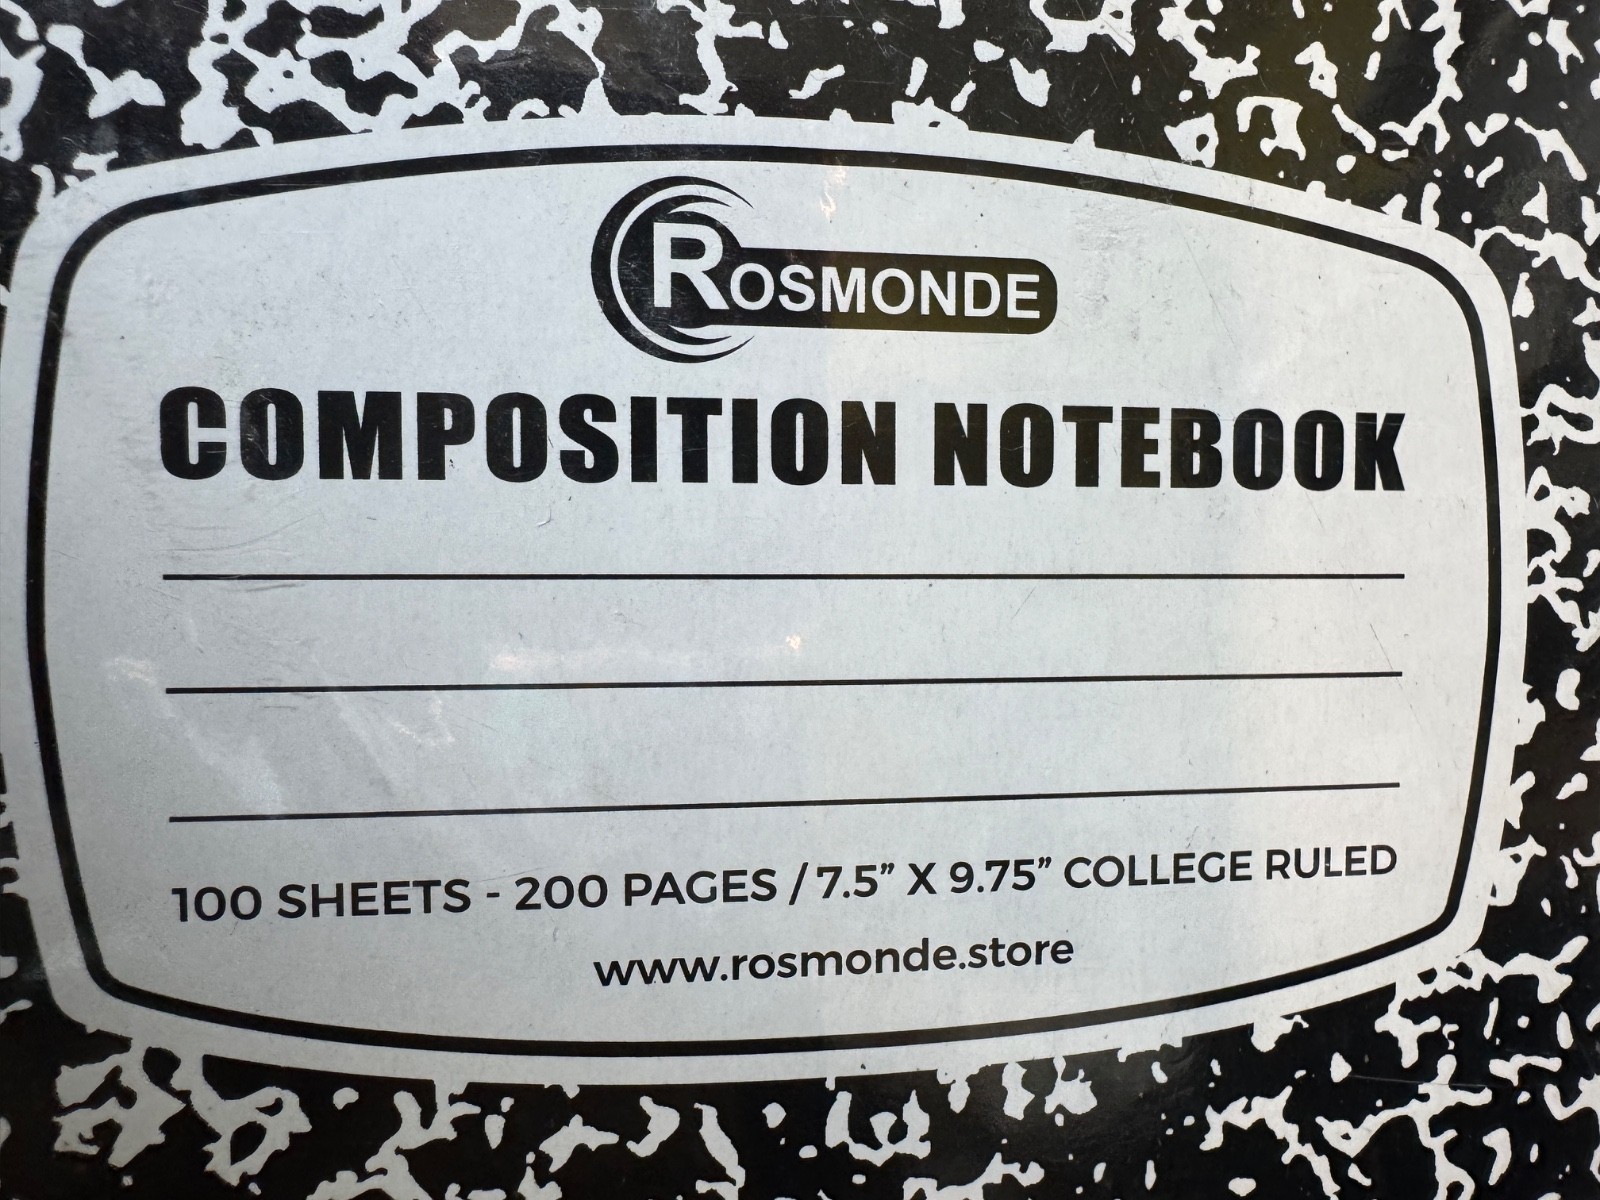 ROSMONDE
COMPOSITION NOTEBOOK
100 SHEETS - 200 PAGES / 7.5” X 9.75” COLLEGE RULED
www.rosmonde.store